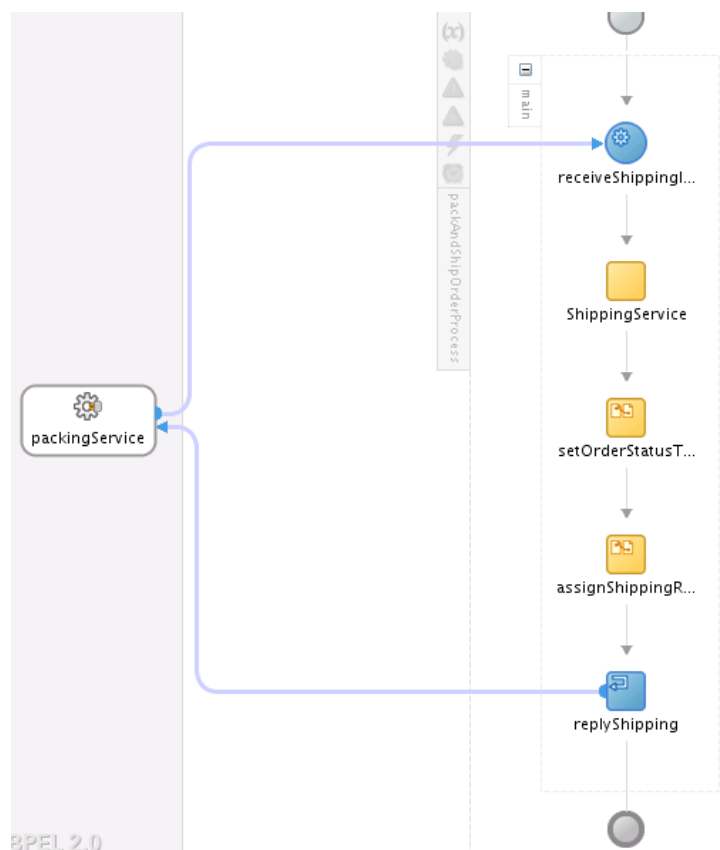 (x)
main
receiveShippingI...
packAndShipOrderProcess
ShippingService
packingService
setOrderStatusT...
assignShippingR...
replyShipping
BPEL 2.0